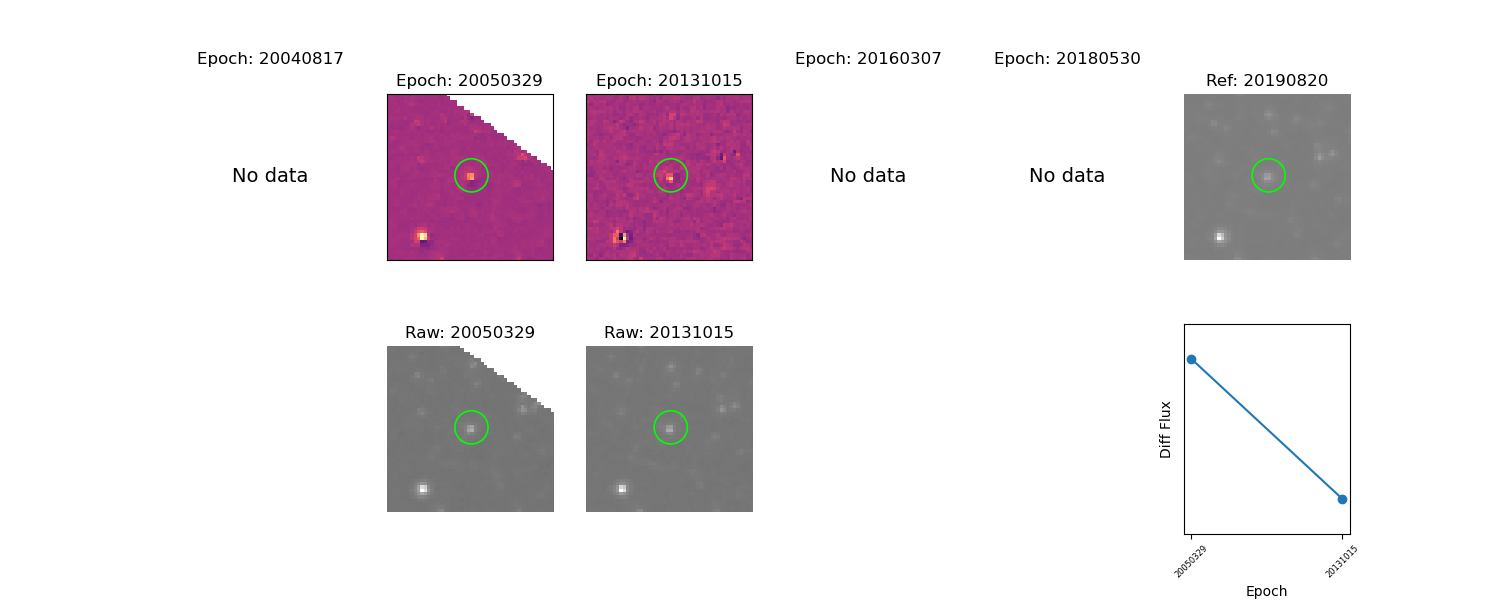 Epoch: 20040817
Epoch: 20050329
Epoch: 20131015
Epoch: 20160307
Epoch: 20180530
Ref: 20190820
No data
No data
No data
Raw: 20050329
Raw: 20131015
Diff Flux
20050329
20131015
Epoch